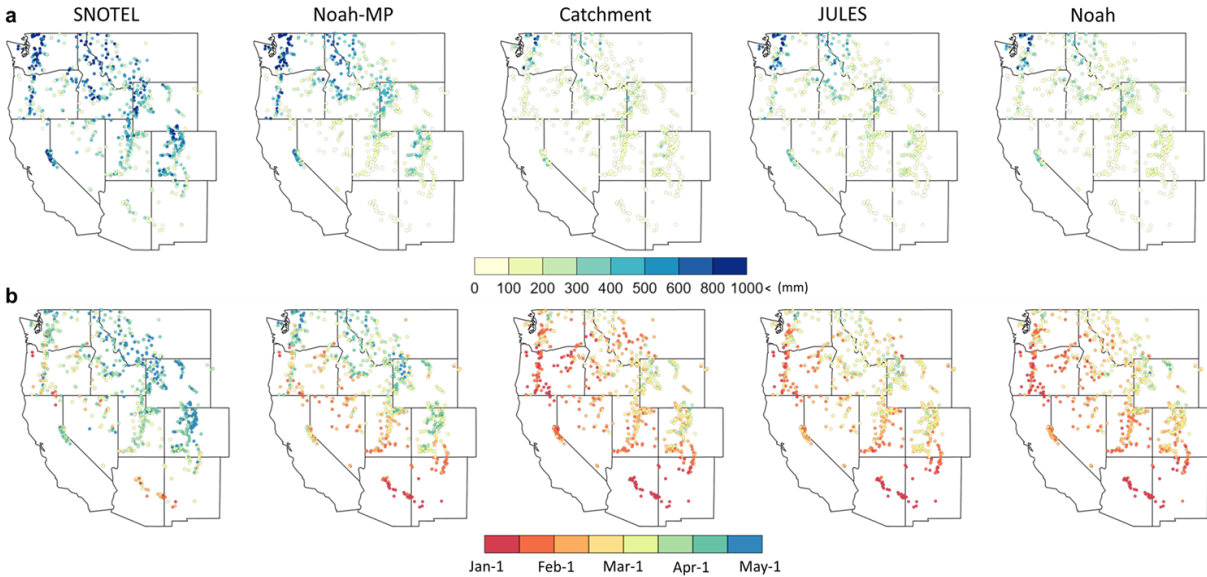 a SNOTEL Noah-MP Catchment JULES Noah
0 100 200 300 400 500 600 800 1000< (mm)
b
Jan-1 Feb-1 Mar-1 Apr-1 May-1